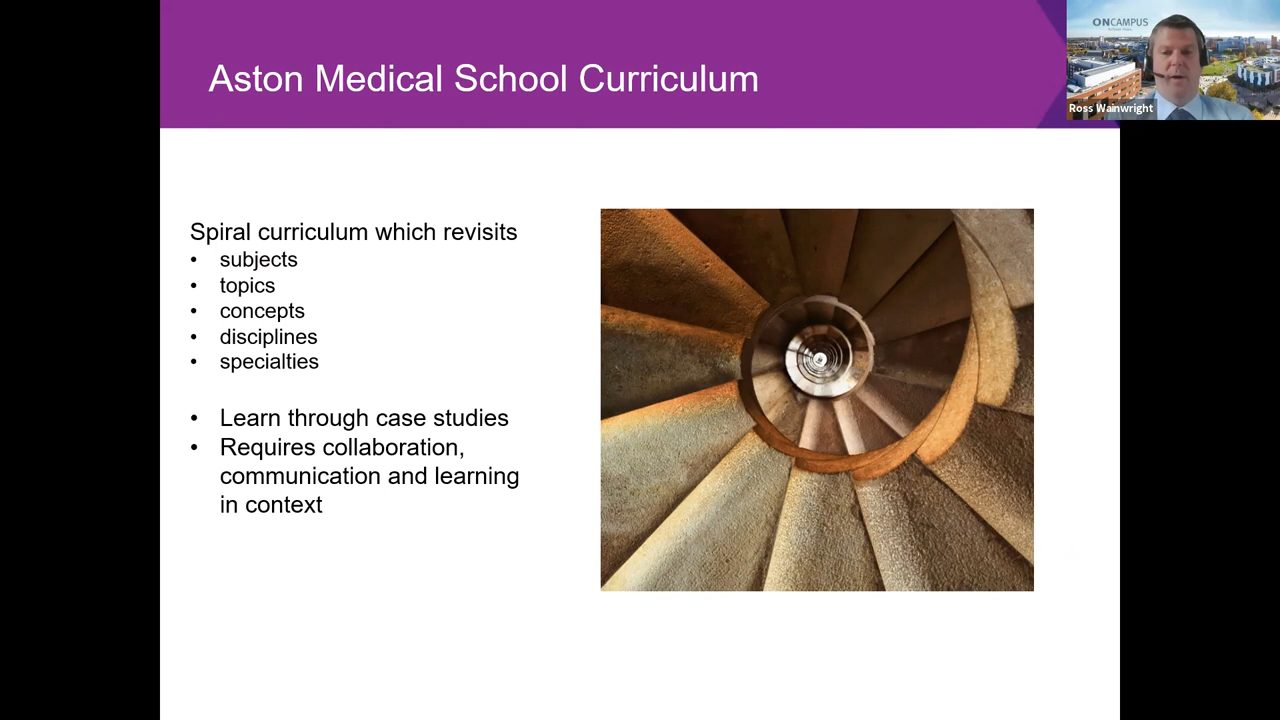 Aston Medical School Curriculum
ONCAMPUS
Ross Wainwright
Spiral curriculum which revisits
• subjects
• topics
• concepts
• disciplines
• specialties
• Learn through case studies
• Requires collaboration,
communication and learning
in context